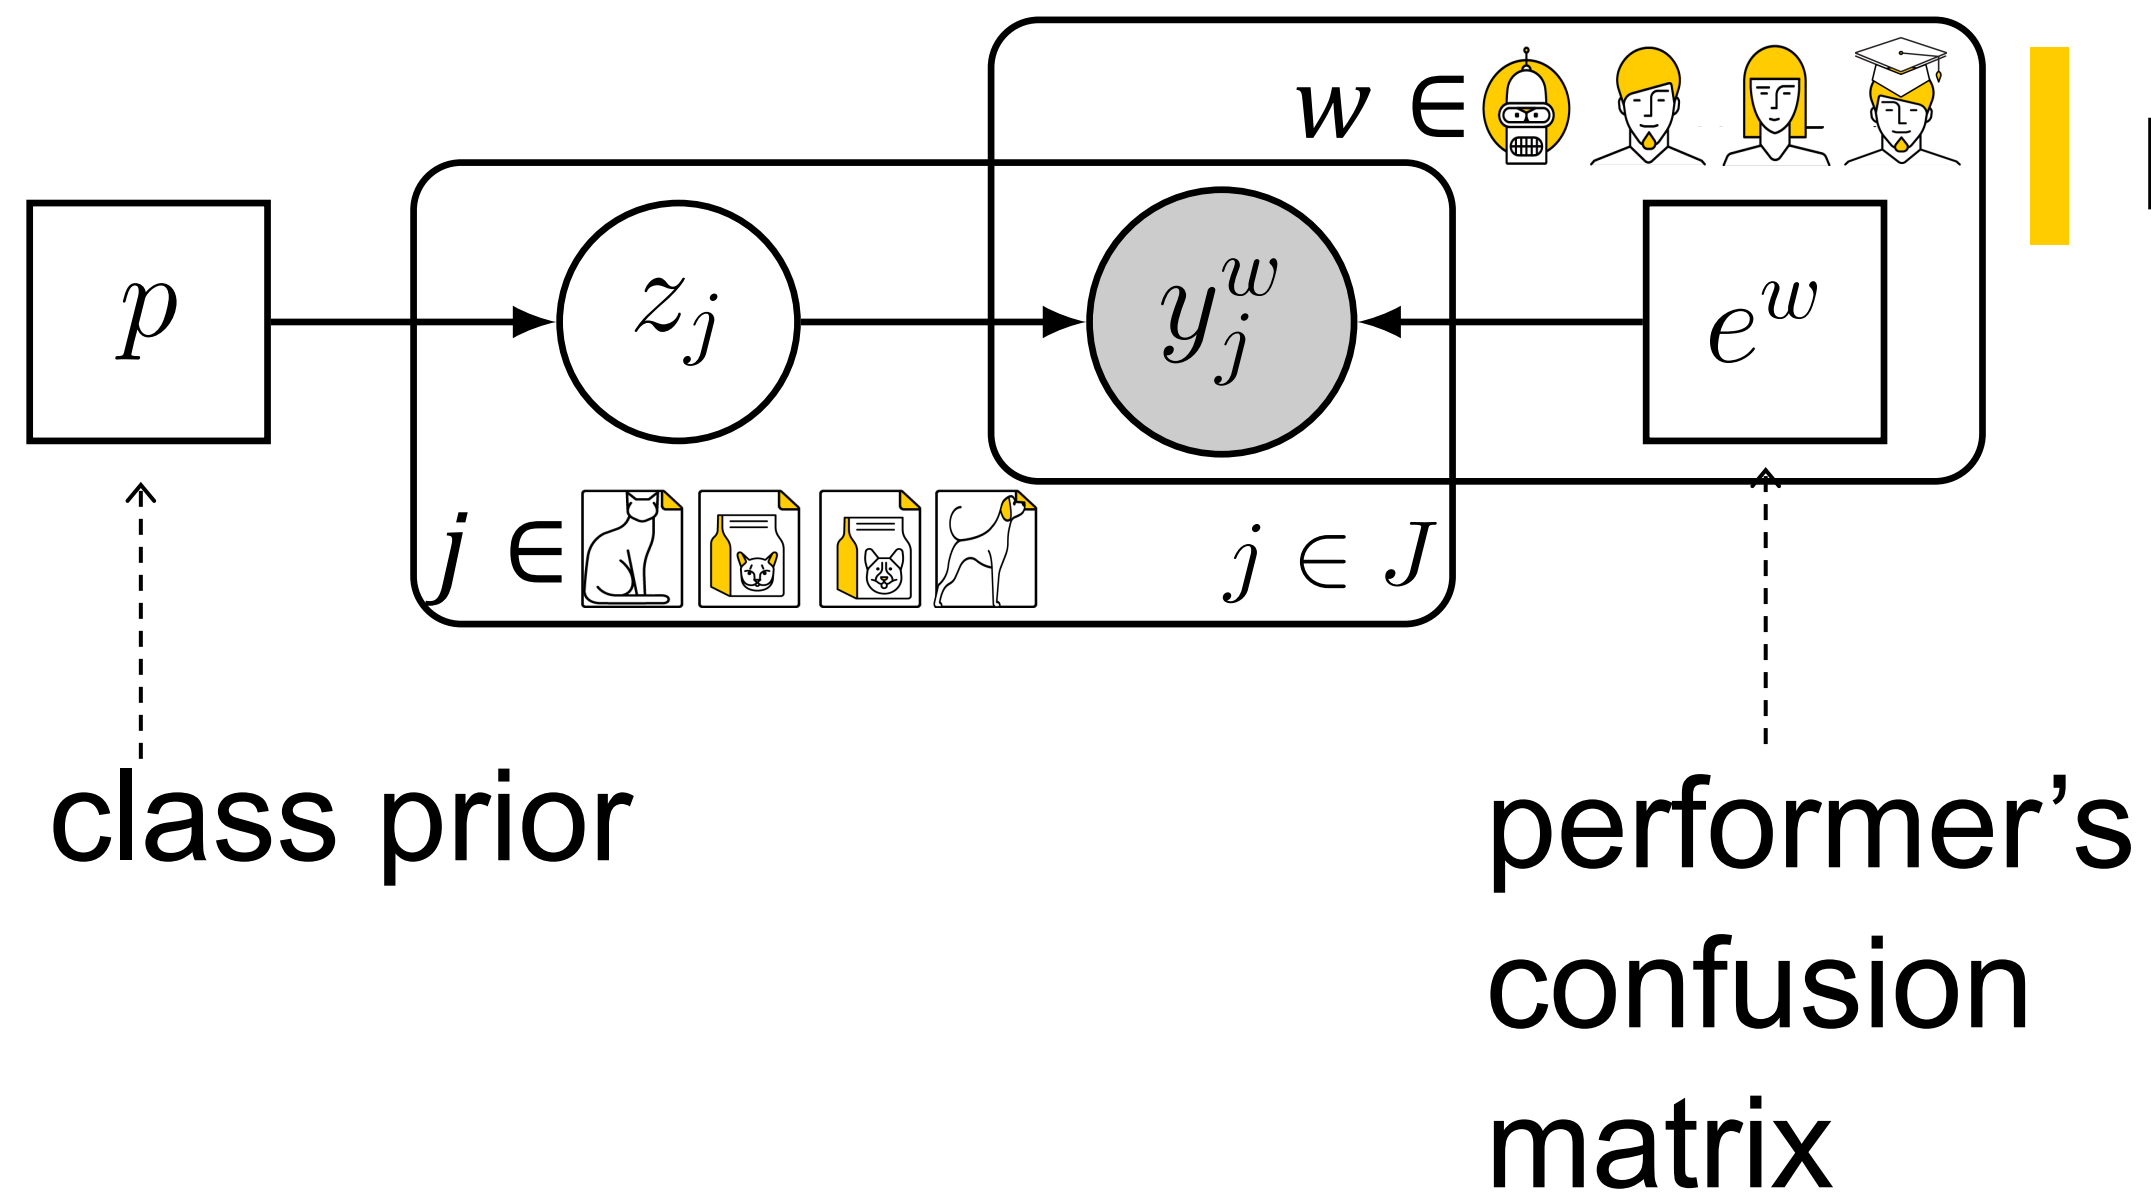 w ∈
p
z_j
y_j^w
e^w
j ∈
j ∈ J
class prior
performer’s
confusion
matrix